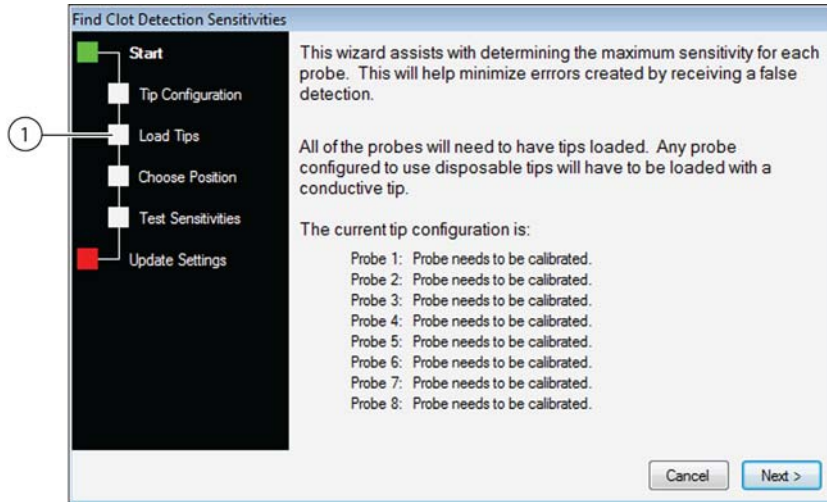 Find Clot Detection Sensitivities
Start
Tip Configuration
1
Load Tips
Choose Position
Test Sensitivities
Update Settings
This wizard assists with determining the maximum sensitivity for each
probe. This will help minimize errrors created by receiving a false
detection.
All of the probes will need to have tips loaded. Any probe
configured to use disposable tips will have to be loaded with a
conductive tip.
The current tip configuration is:
Probe 1: Probe needs to be calibrated.
Probe 2: Probe needs to be calibrated.
Probe 3: Probe needs to be calibrated.
Probe 4: Probe needs to be calibrated.
Probe 5: Probe needs to be calibrated.
Probe 6: Probe needs to be calibrated.
Probe 7: Probe needs to be calibrated.
Probe 8: Probe needs to be calibrated.
Cancel
Next >